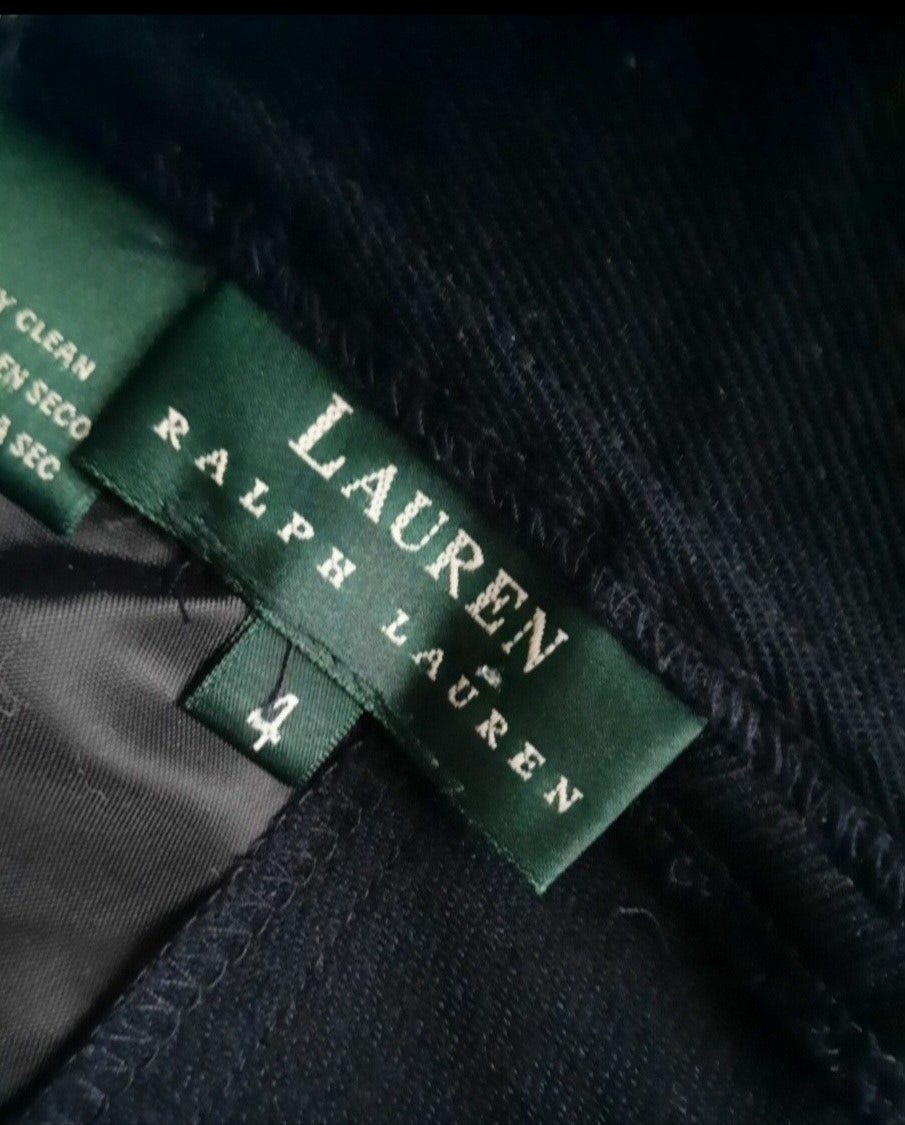 Y CLEAN
EN SECO
A SEC
LAUREN
RALPH LAUREN
4